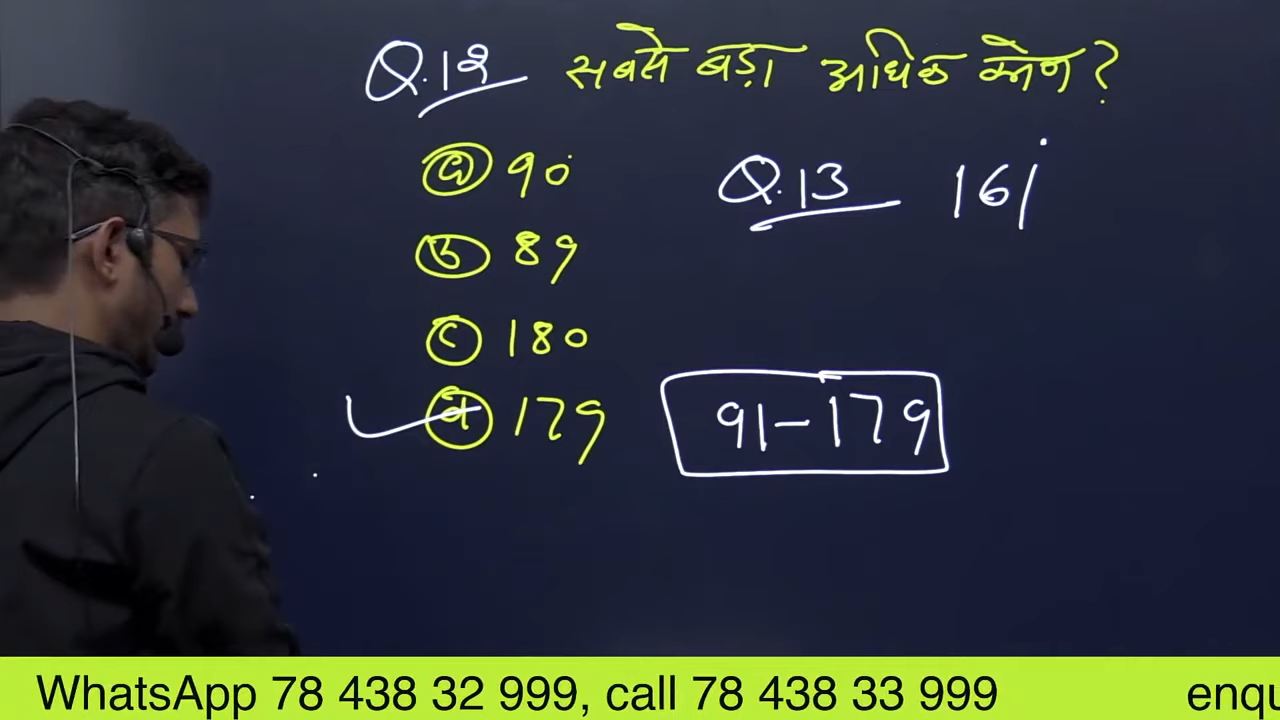 Q.12 सबसे बड़ा अधिक कोण?
(a) 90°
(b) 89
(c) 180
(d) 179
91-179
Q.13 161°
WhatsApp 78 438 32 999, call 78 438 33 999
enqu